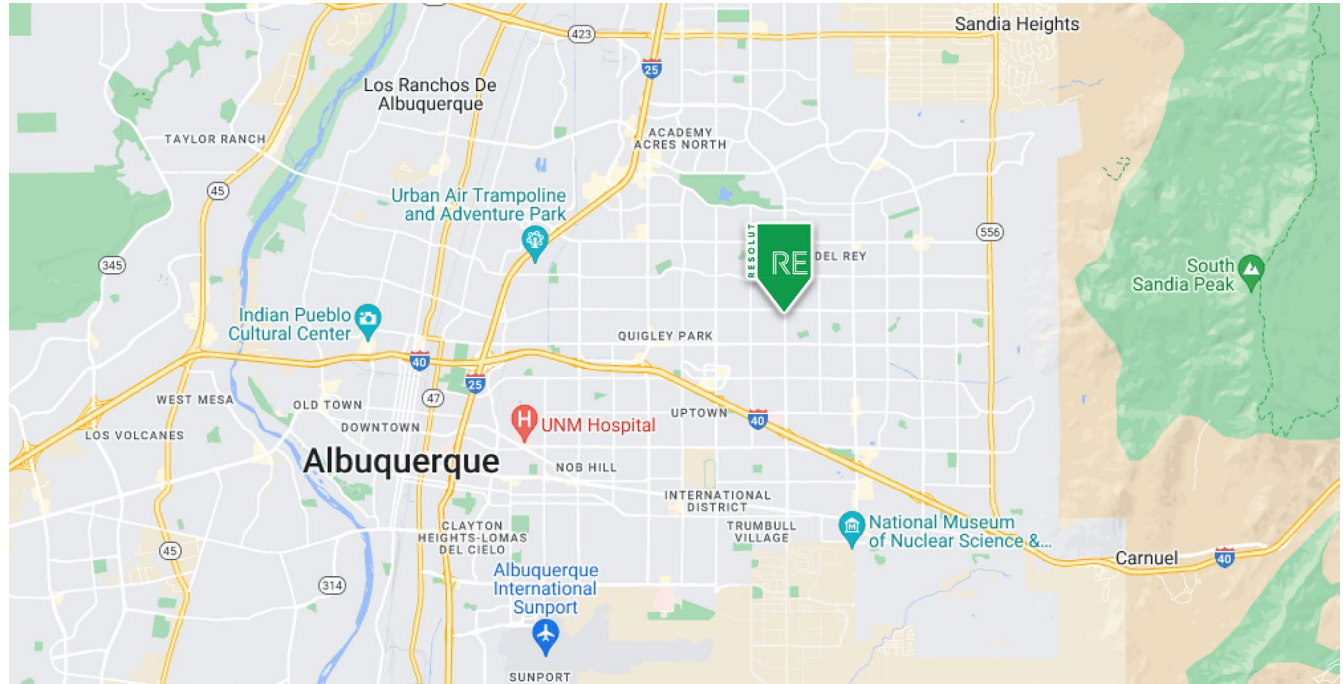 423
Sandia Heights
25
Los Ranchos De
Albuquerque
TAYLOR RANCH
ACADEMY
ACRES NORTH
45
Urban Air Trampoline
and Adventure Park
556
RESOLUT
RE
DEL REY
345
South
Sandia Peak
Indian Pueblo
Cultural Center
QUIGLEY PARK
40
25
47
WEST MESA
OLD TOWN
UPTOWN
40
DOWNTOWN
UNM Hospital
LOS VOLCANES
Albuquerque
NOB HILL
INTERNATIONAL
DISTRICT
CLAYTON
HEIGHTS-LOMAS
DEL CIELO
TRUMBULL
VILLAGE
National Museum
of Nuclear Science &...
45
Carnuel
40
314
Albuquerque
International
Sunport
SUNPORT